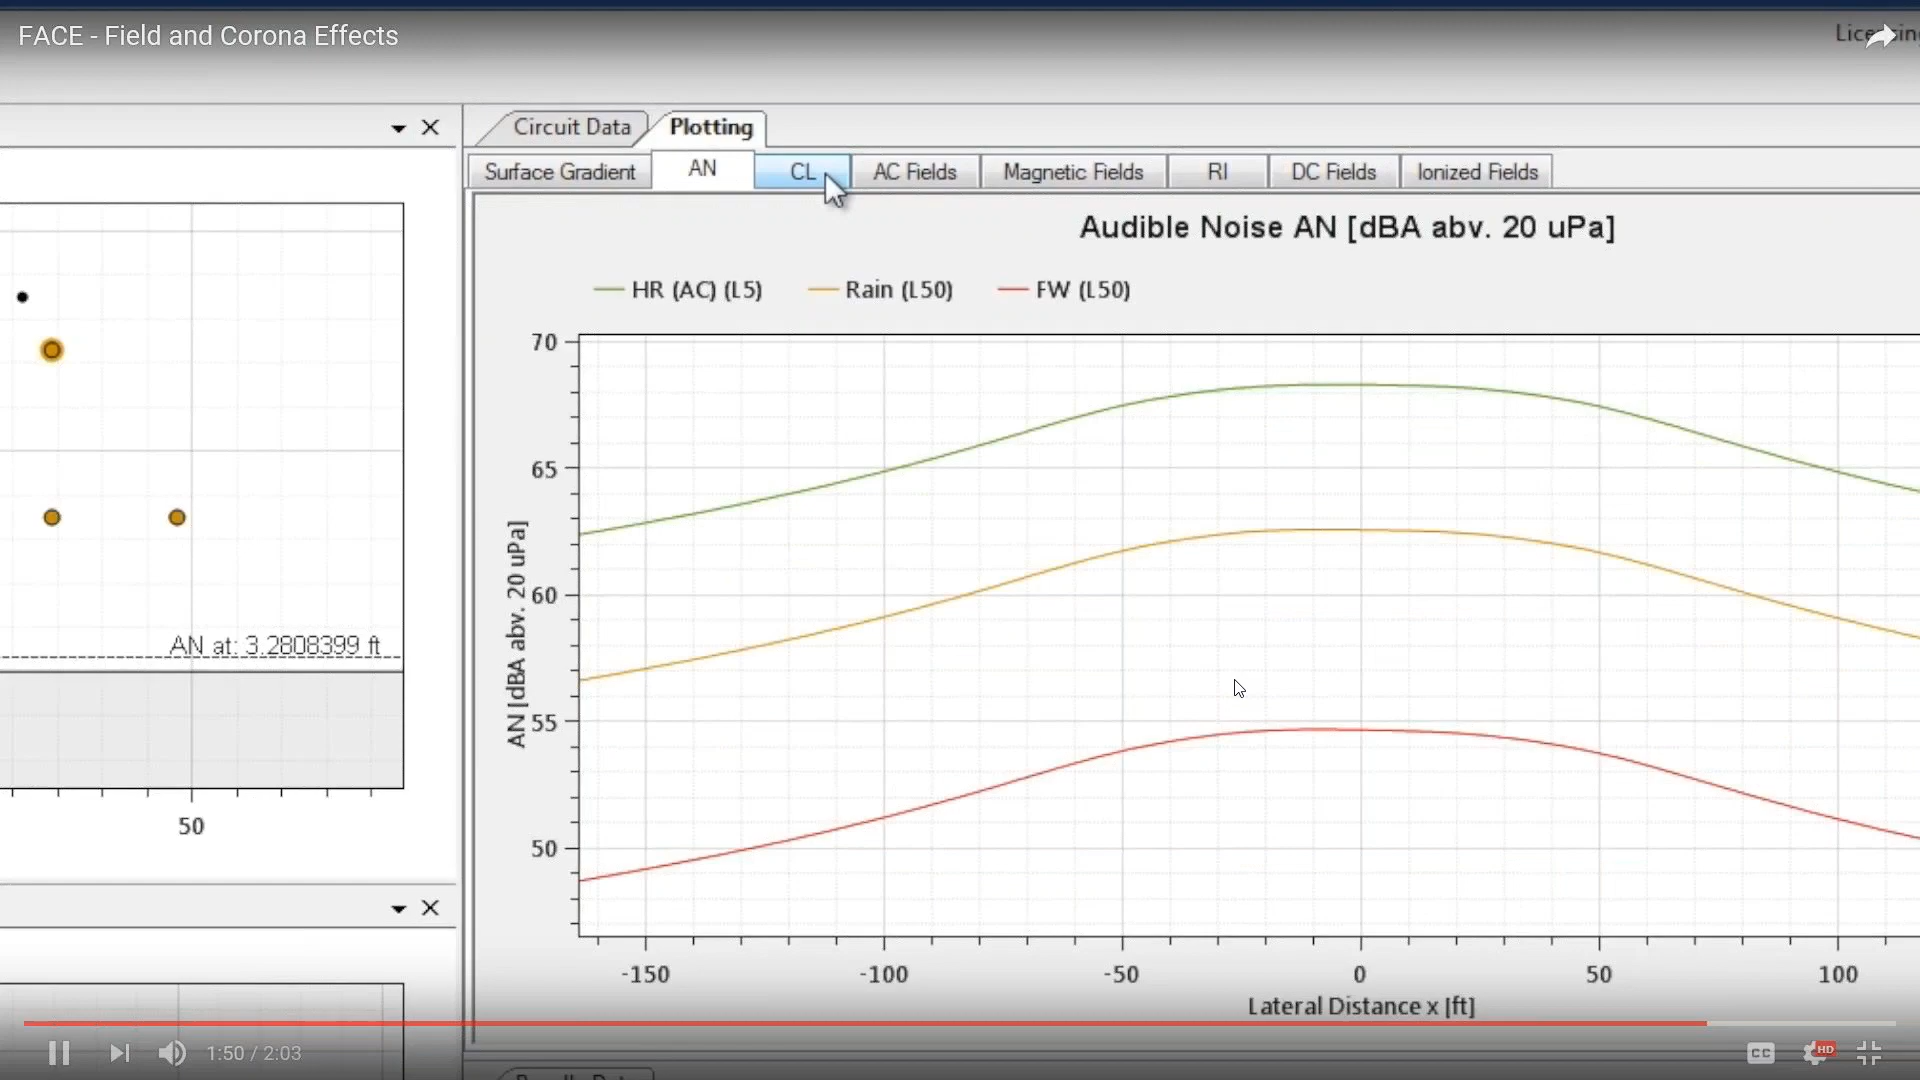 FACE - Field and Corona Effects
Circuit Data
Plotting
Surface Gradient
AN
CL
AC Fields
Magnetic Fields
RI
DC Fields
Ionized Fields
Audible Noise AN [dBA abv. 20 uPa]
HR (AC) (L5)
Rain (L50)
FW (L50)
70
65
60
55
50
AN [dBA abv. 20 uPa]
-150
-100
-50
0
50
100
Lateral Distance x [ft]
AN at: 3.2808399 ft
50
1:50 / 2:03
CC
HD